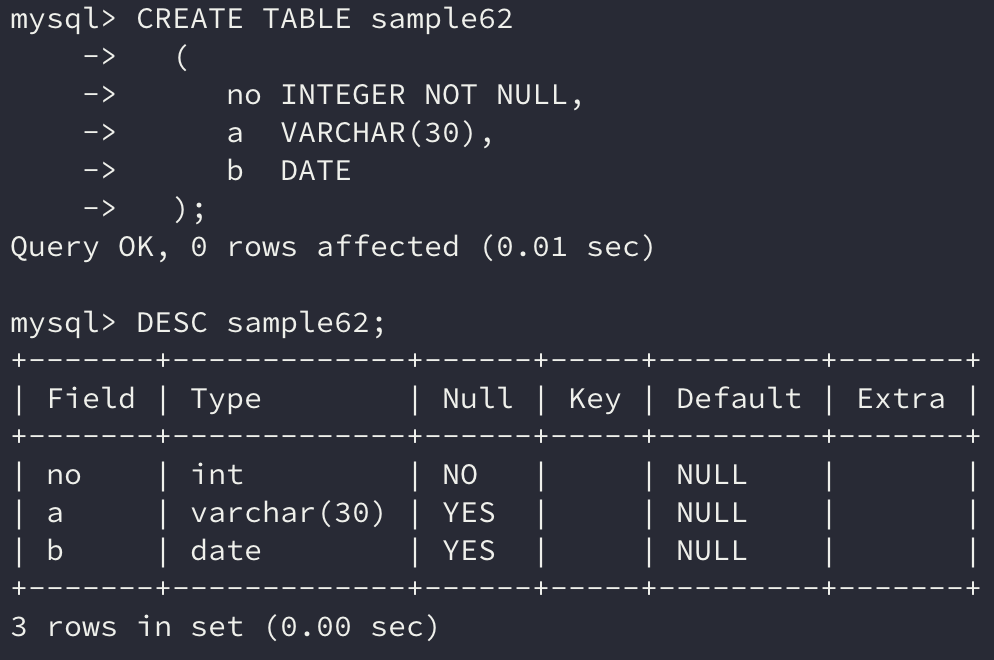 mysql> CREATE TABLE sample62
    ->   (
    ->      no INTEGER NOT NULL,
    ->      a  VARCHAR(30),
    ->      b  DATE
    ->   );
Query OK, 0 rows affected (0.01 sec)

mysql> DESC sample62;
+-------+-------------+------+-----+---------+-------+
| Field | Type        | Null | Key | Default | Extra |
+-------+-------------+------+-----+---------+-------+
| no    | int         | NO   |     | NULL    |       |
| a     | varchar(30) | YES  |     | NULL    |       |
| b     | date        | YES  |     | NULL    |       |
+-------+-------------+------+-----+---------+-------+
3 rows in set (0.00 sec)